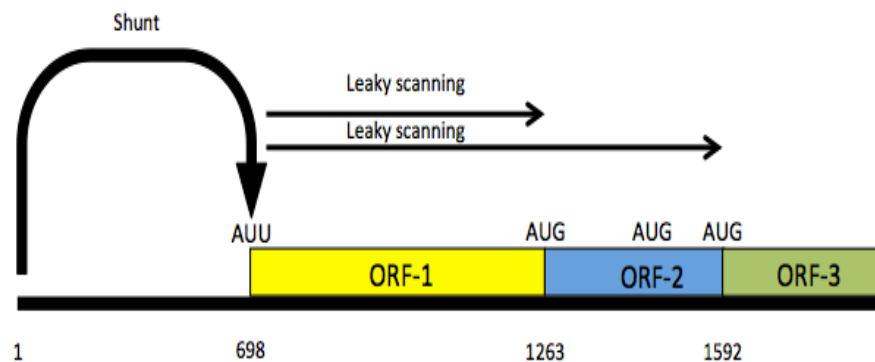 Shunt
Leaky scanning
Leaky scanning
AUU AUG AUG AUG
ORF-1 ORF-2 ORF-3
1 698 1263 1592